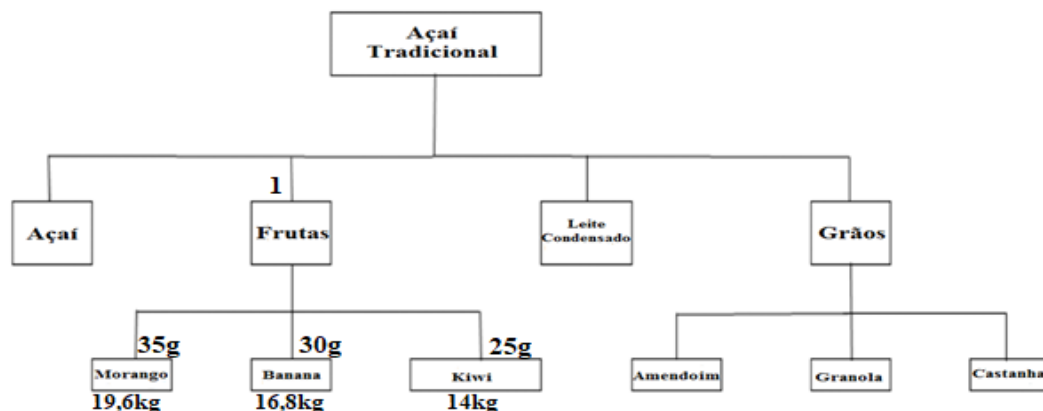 Açaí
Tradicional
1
Açaí
Frutas
Leite
Condensado
Grãos
35g
30g
25g
Morango
Banana
Kiwi
Amendoim
Granola
Castanha
19,6kg
16,8kg
14kg